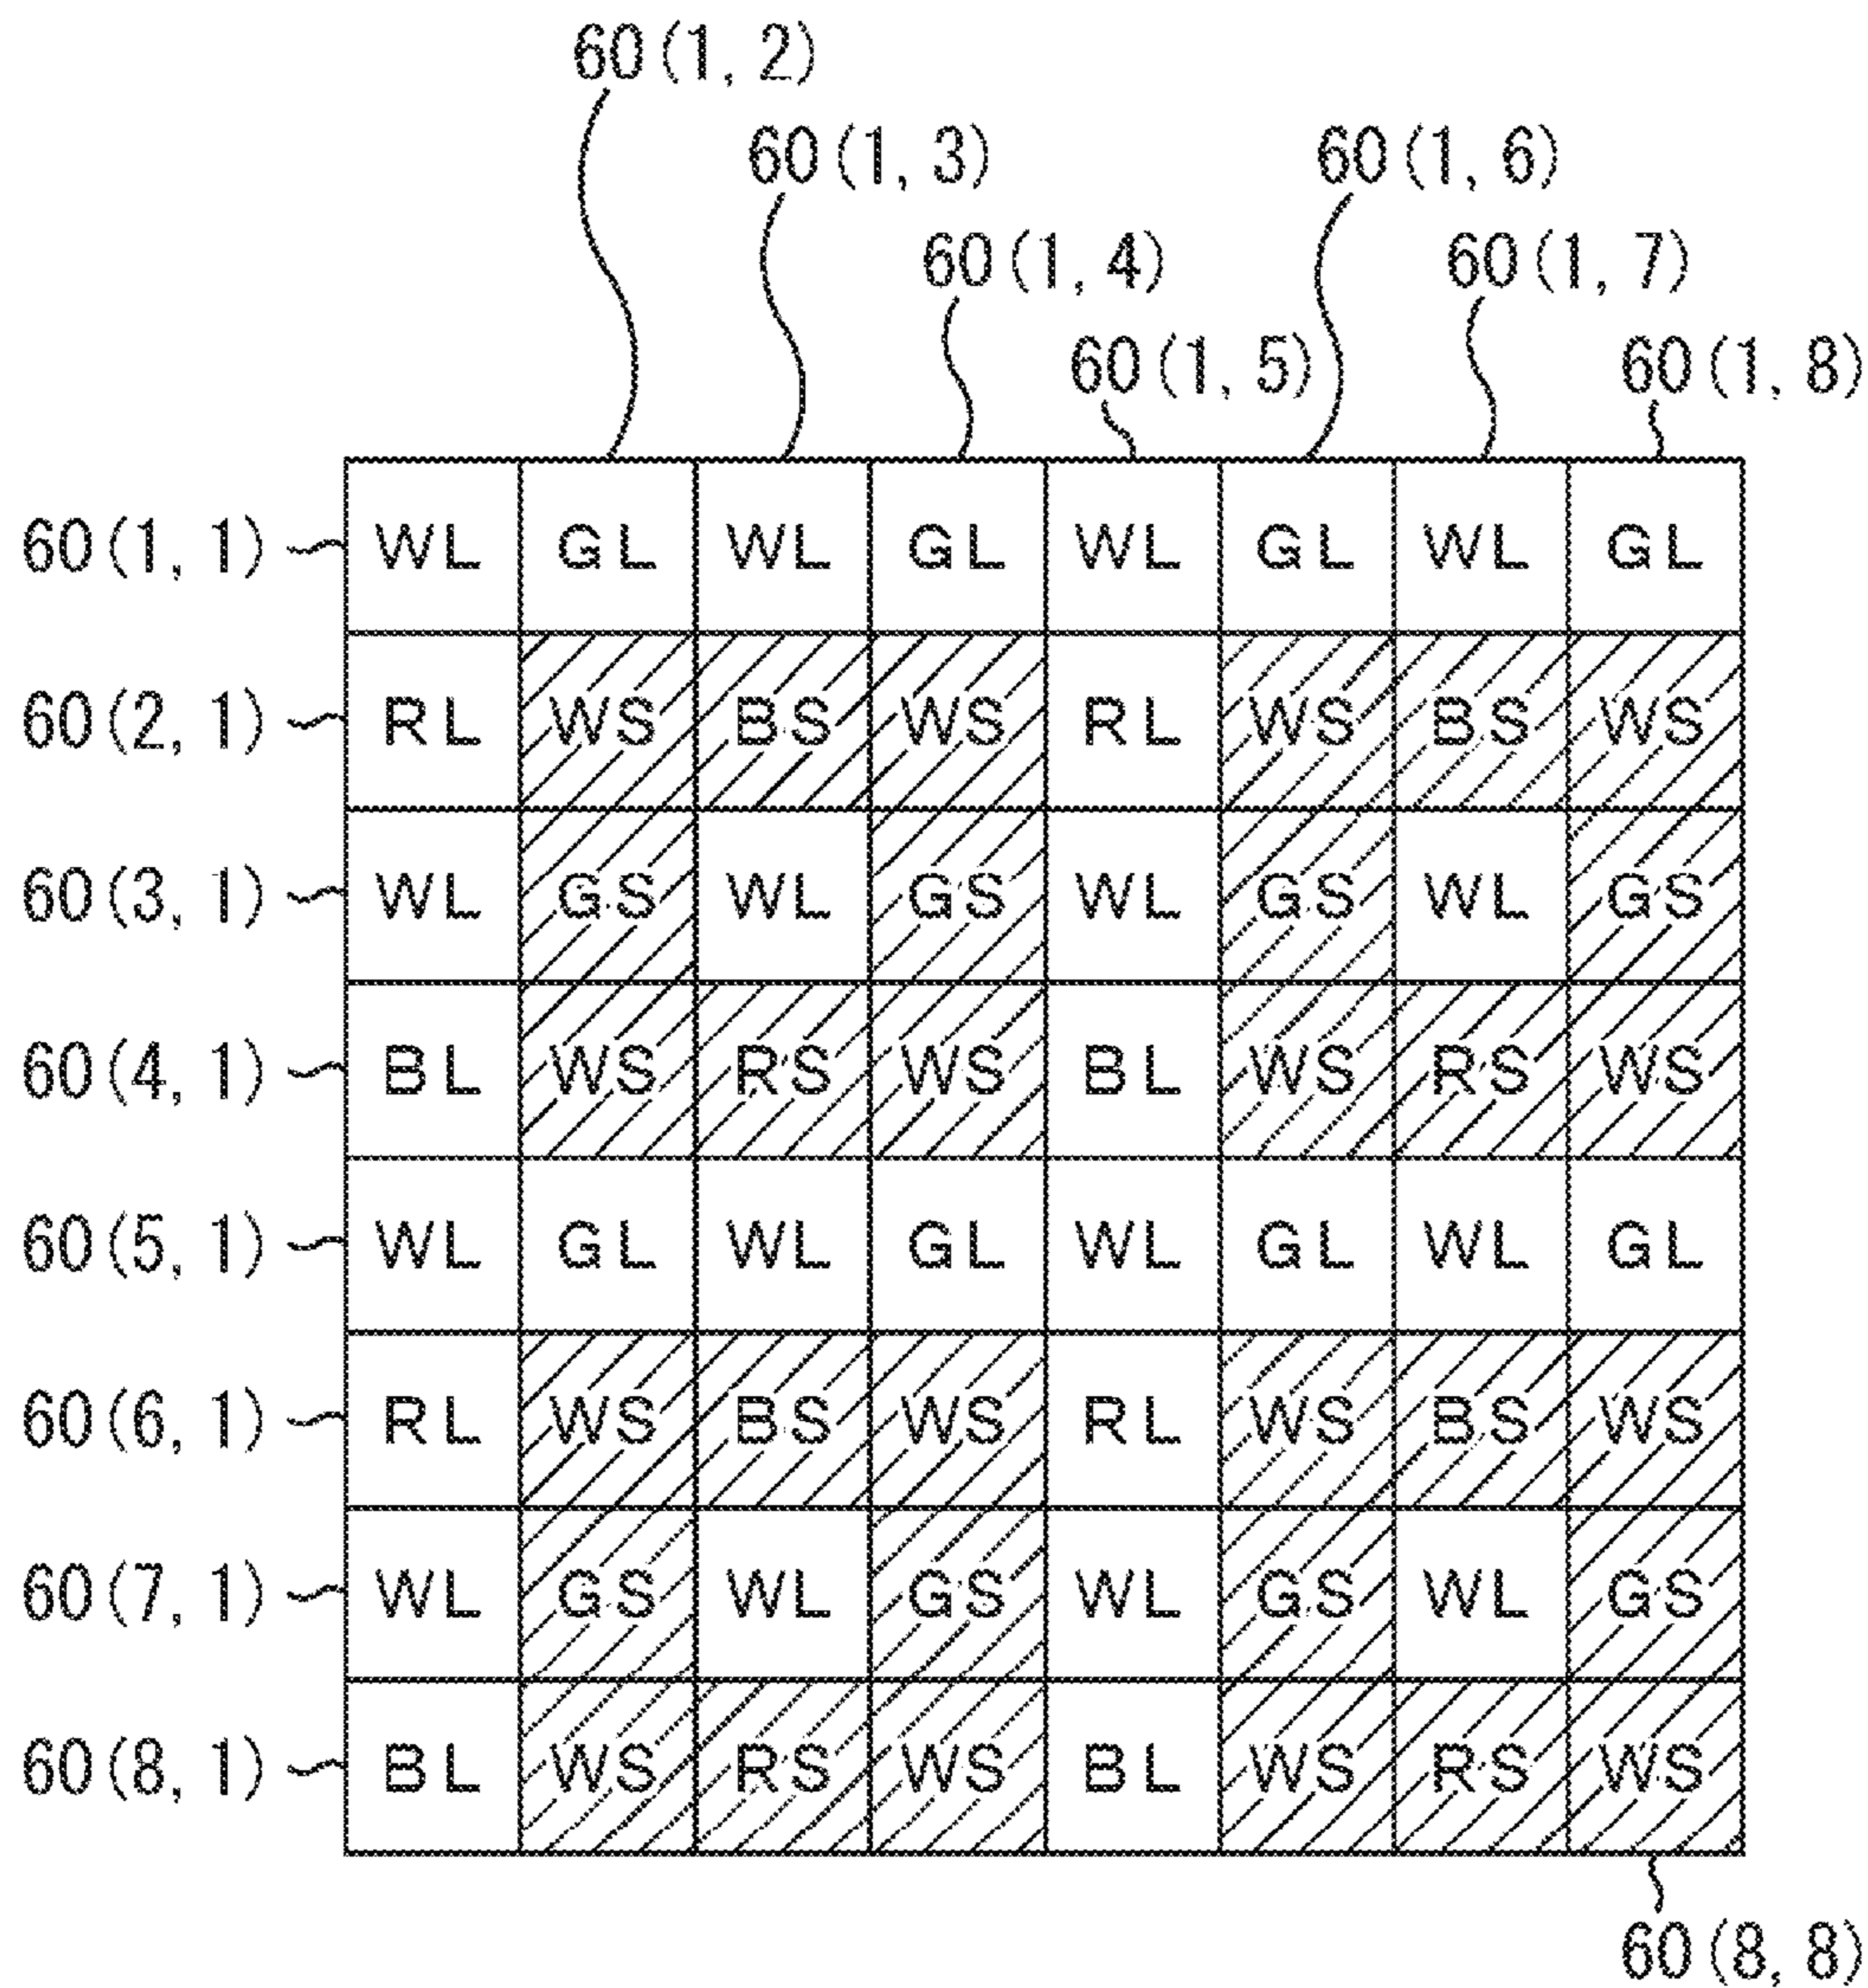 60(1, 2)
60(1, 3) 60(1, 6)
60(1, 4) 60(1, 7)
60(1, 5) 60(1, 8)
60(1, 1) WL GL WL GL WL GL WL GL
60(2, 1) RL WS BS WS RL WS BS WS
60(3, 1) WL GS WL GS WL GS WL GS
60(4, 1) BL WS RS WS BL WS RS WS
60(5, 1) WL GL WL GL WL GL WL GL
60(6, 1) RL WS BS WS RL WS BS WS
60(7, 1) WL GS WL GS WL GS WL GS
60(8, 1) BL WS RS WS BL WS RS WS
60(8, 8)